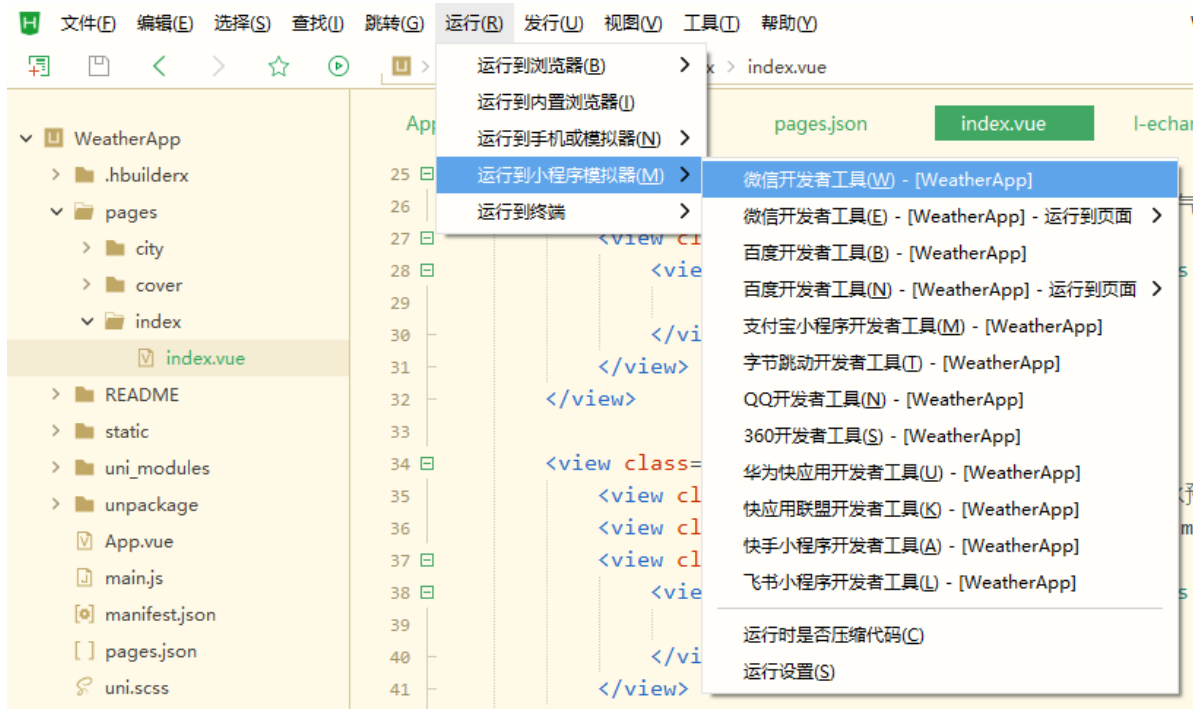 H 文件(F) 编辑(E) 选择(S) 查找(I) 跳转(G) 运行(R) 发行(U) 视图(V) 工具(T) 帮助(Y)
U > x > index.vue
运行到浏览器(B) >
运行到内置浏览器(I)
运行到手机或模拟器(N) >
运行到小程序模拟器(M) >
运行到终端 >
微信开发者工具(W) - [WeatherApp]
微信开发者工具(E) - [WeatherApp] - 运行到页面 >
百度开发者工具(B) - [WeatherApp]
百度开发者工具(N) - [WeatherApp] - 运行到页面 >
支付宝小程序开发者工具(M) - [WeatherApp]
字节跳动开发者工具(T) - [WeatherApp]
QQ开发者工具(N) - [WeatherApp]
360开发者工具(S) - [WeatherApp]
华为快应用开发者工具(U) - [WeatherApp]
快应用联盟开发者工具(K) - [WeatherApp]
快手小程序开发者工具(A) - [WeatherApp]
飞书小程序开发者工具(L) - [WeatherApp]
运行时是否压缩代码(C)
运行设置(S)
WeatherApp
.hbuilderx
pages
city
cover
index
index.vue
README
static
uni_modules
unpackage
App.vue
main.js
manifest.json
pages.json
uni.scss
App pages.json index.vue l-echar
25
26
27 <view cl
28 <vie s
29
30 </vi
31 </view>
32 </view>
33
34 <view class=
35 <view cl
36 <view cl m
37 <view cl
38 <vie s
39
40 </vi
41 </view>